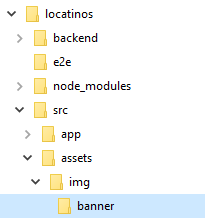 locatinos
backend
e2e
node_modules
src
app
assets
img
banner